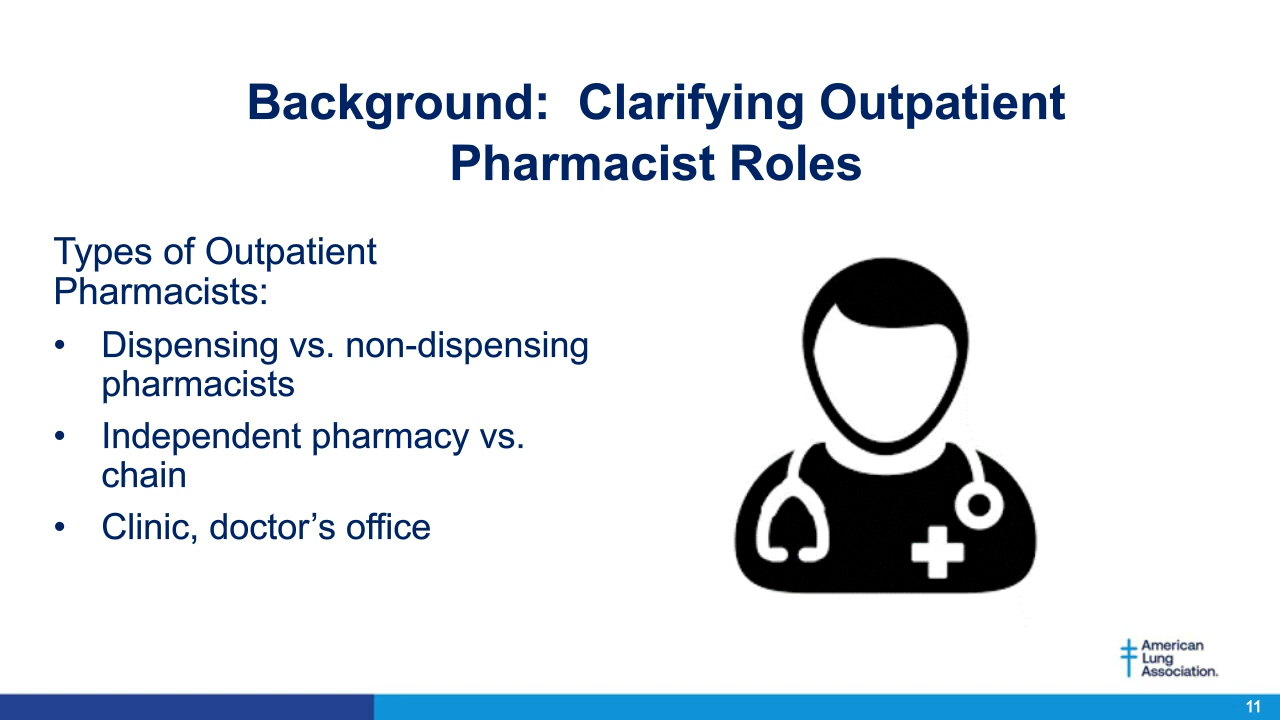 Background:  Clarifying Outpatient
Pharmacist Roles
Types of Outpatient
Pharmacists:
• Dispensing vs. non-dispensing
pharmacists
• Independent pharmacy vs.
chain
• Clinic, doctor’s office
American
Lung
Association.
11